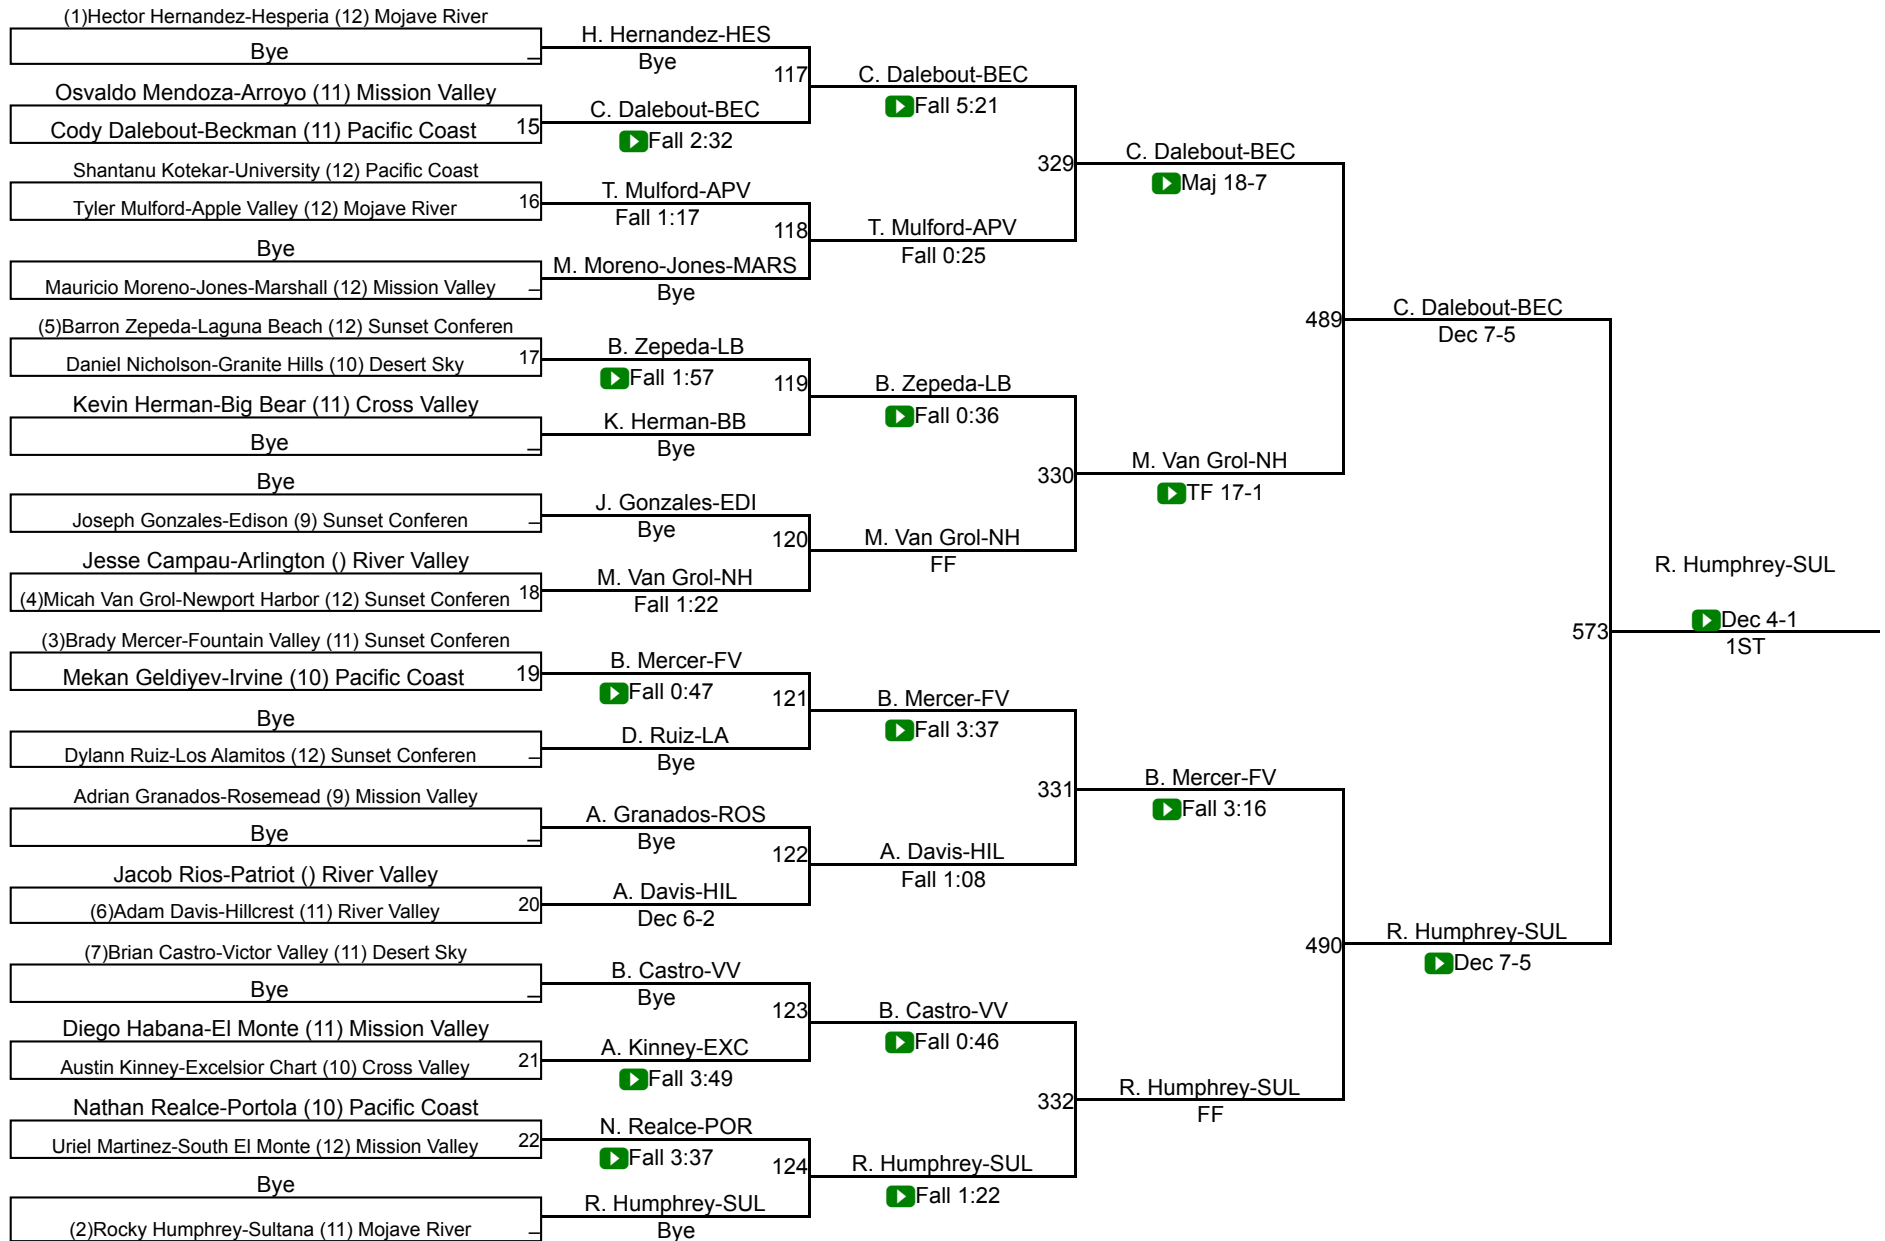 (1)Hector Hernandez-Hesperia (12) Mojave River
Bye
Osvaldo Mendoza-Arroyo (11) Mission Valley
Cody Dalebout-Beckman (11) Pacific Coast 15
Shantanu Kotekar-University (12) Pacific Coast
Tyler Mulford-Apple Valley (12) Mojave River 16
Bye
Mauricio Moreno-Jones-Marshall (12) Mission Valley
(5)Barron Zepeda-Laguna Beach (12) Sunset Conferen
Daniel Nicholson-Granite Hills (10) Desert Sky 17
Kevin Herman-Big Bear (11) Cross Valley
Bye
Bye
Joseph Gonzales-Edison (9) Sunset Conferen
Jesse Campau-Arlington () River Valley
(4)Micah Van Grol-Newport Harbor (12) Sunset Conferen 18
(3)Brady Mercer-Fountain Valley (11) Sunset Conferen
Mekan Geldiyev-Irvine (10) Pacific Coast 19
Bye
Dylann Ruiz-Los Alamitos (12) Sunset Conferen
Adrian Granados-Rosemead (9) Mission Valley
Bye
Jacob Rios-Patriot () River Valley
(6)Adam Davis-Hillcrest (11) River Valley 20
(7)Brian Castro-Victor Valley (11) Desert Sky
Bye
Diego Habana-El Monte (11) Mission Valley
Austin Kinney-Excelsior Chart (10) Cross Valley 21
Nathan Realce-Portola (10) Pacific Coast
Uriel Martinez-South El Monte (12) Mission Valley 22
Bye
(2)Rocky Humphrey-Sultana (11) Mojave River
H. Hernandez-HES
Bye
117
C. Dalebout-BEC
Fall 2:32
T. Mulford-APV
Fall 1:17
118
M. Moreno-Jones-MARS
Bye
B. Zepeda-LB
Fall 1:57
119
K. Herman-BB
Bye
J. Gonzales-EDI
Bye
120
M. Van Grol-NH
Fall 1:22
B. Mercer-FV
Fall 0:47
121
D. Ruiz-LA
Bye
A. Granados-ROS
Bye
122
A. Davis-HIL
Dec 6-2
B. Castro-VV
Bye
123
A. Kinney-EXC
Fall 3:49
N. Realce-POR
Fall 3:37
124
R. Humphrey-SUL
Bye
C. Dalebout-BEC
Fall 5:21
329
T. Mulford-APV
Fall 0:25
B. Zepeda-LB
Fall 0:36
330
M. Van Grol-NH
FF
B. Mercer-FV
Fall 3:37
331
A. Davis-HIL
Fall 1:08
B. Castro-VV
Fall 0:46
332
R. Humphrey-SUL
Fall 1:22
C. Dalebout-BEC
Maj 18-7
489
M. Van Grol-NH
TF 17-1
B. Mercer-FV
Fall 3:16
490
R. Humphrey-SUL
FF
C. Dalebout-BEC
Dec 7-5
573
R. Humphrey-SUL
Dec 7-5
R. Humphrey-SUL
Dec 4-1
1ST